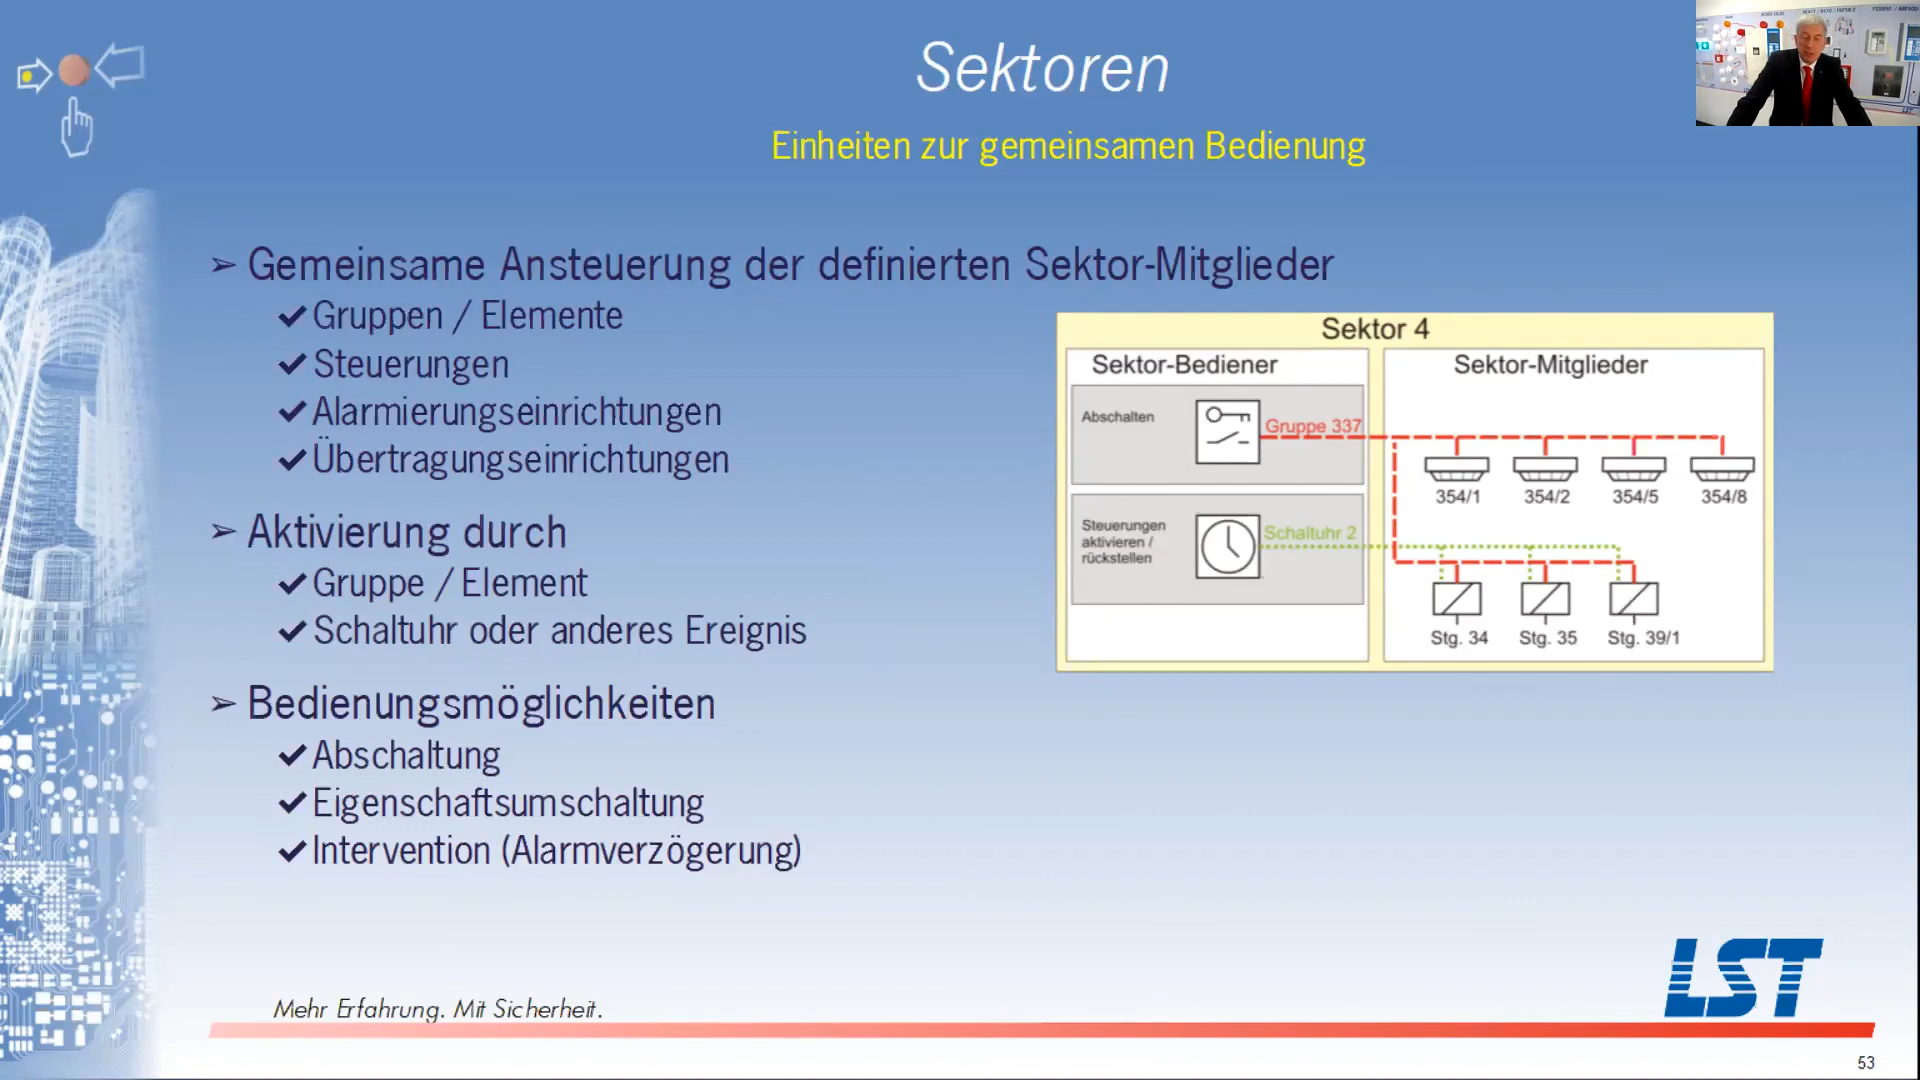 Sektoren
Einheiten zur gemeinsamen Bedienung
➢ Gemeinsame Ansteuerung der definierten Sektor-Mitglieder
✔Gruppen / Elemente
✔Steuerungen
✔Alarmierungseinrichtungen
✔Übertragungseinrichtungen
➢ Aktivierung durch
✔Gruppe / Element
✔Schaltuhr oder anderes Ereignis
➢ Bedienungsmöglichkeiten
✔Abschaltung
✔Eigenschaftsumschaltung
✔Intervention (Alarmverzögerung)
Sektor 4
Sektor-Bediener
Sektor-Mitglieder
Abschalten
Gruppe 337
354/1 354/2 354/5 354/8
Steuerungen
aktivieren /
rückstellen
Schaltuhr 2
Stg. 34 Stg. 35 Stg. 39/1
Mehr Erfahrung. Mit Sicherheit.
LST
53